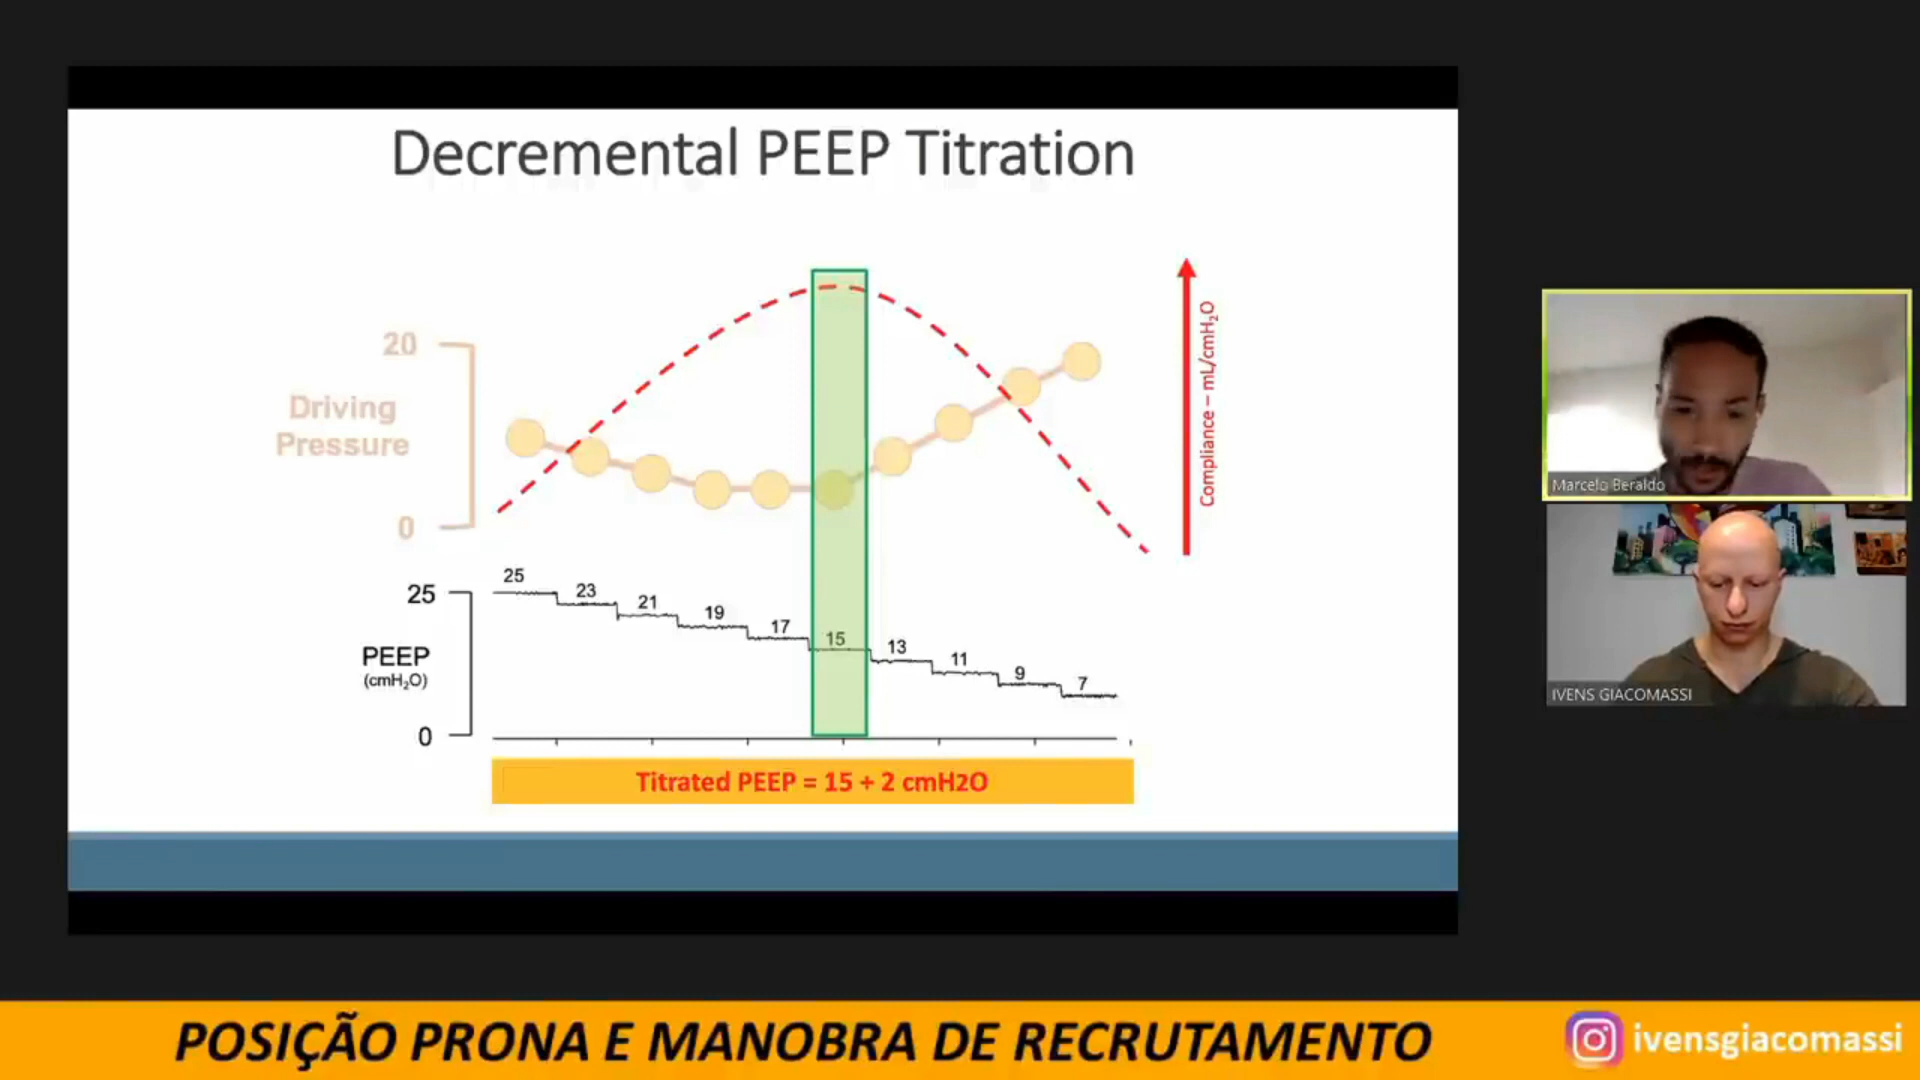 Decremental PEEP Titration
20
Driving
Pressure
0
Compliance – mL/cmH₂O
25
PEEP
(cmH₂O)
0
25
23
21
19
17
15
13
11
9
7
Titrated PEEP = 15 + 2 cmH2O
Marcelo Beraldo
IVENS GIACOMASSI
POSIÇÃO PRONA E MANOBRA DE RECRUTAMENTO
ivensgiacomassi